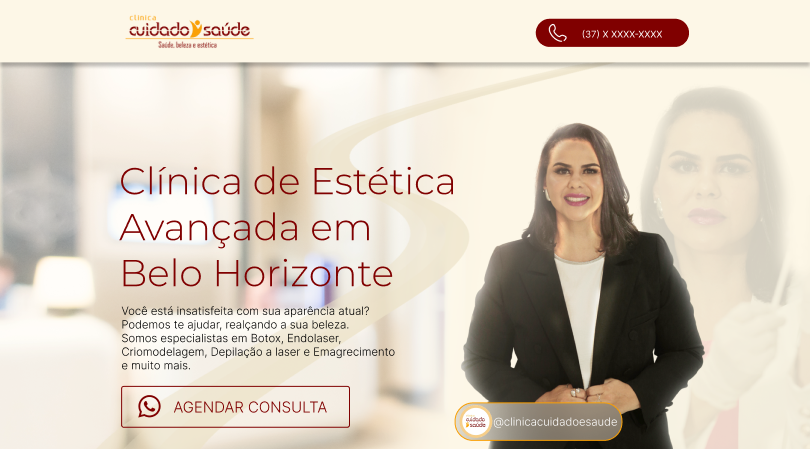 clínica
cuidado saúde
Saúde, beleza e estética
(37) X XXXX-XXXX
Clínica de Estética
Avançada em
Belo Horizonte
Você está insatisfeita com sua aparência atual?
Podemos te ajudar, realçando a sua beleza.
Somos especialistas em Botox, Endolaser,
Criomodelagem, Depilação a laser e Emagrecimento
e muito mais.
AGENDAR CONSULTA
cuidado
saúde
@clinicacuidadoesaude